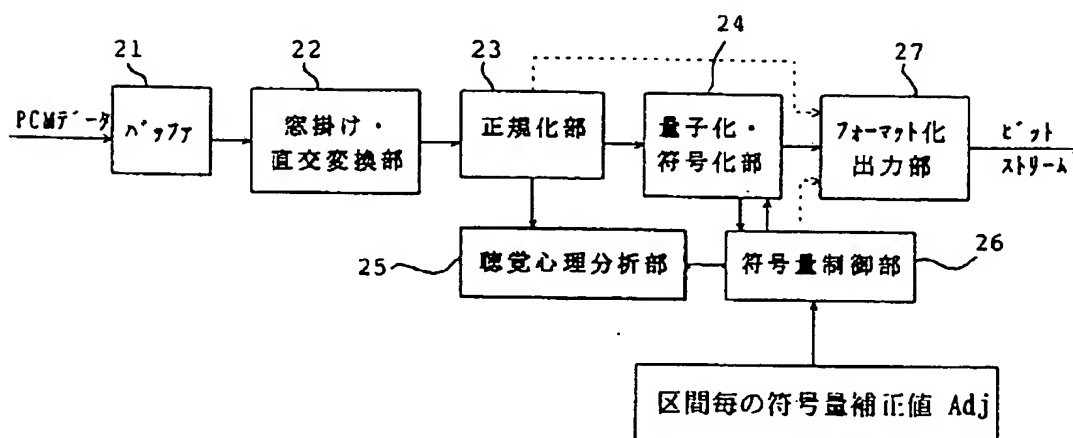 21
22
23
24
27
PCMデータ
バッファ
窓掛け・
直交変換部
正規化部
量子化・
符号化部
フォーマット化
出力部
ビット
ストリーム
25
聴覚心理分析部
符号量制御部
26
区間毎の符号量補正値 Adj